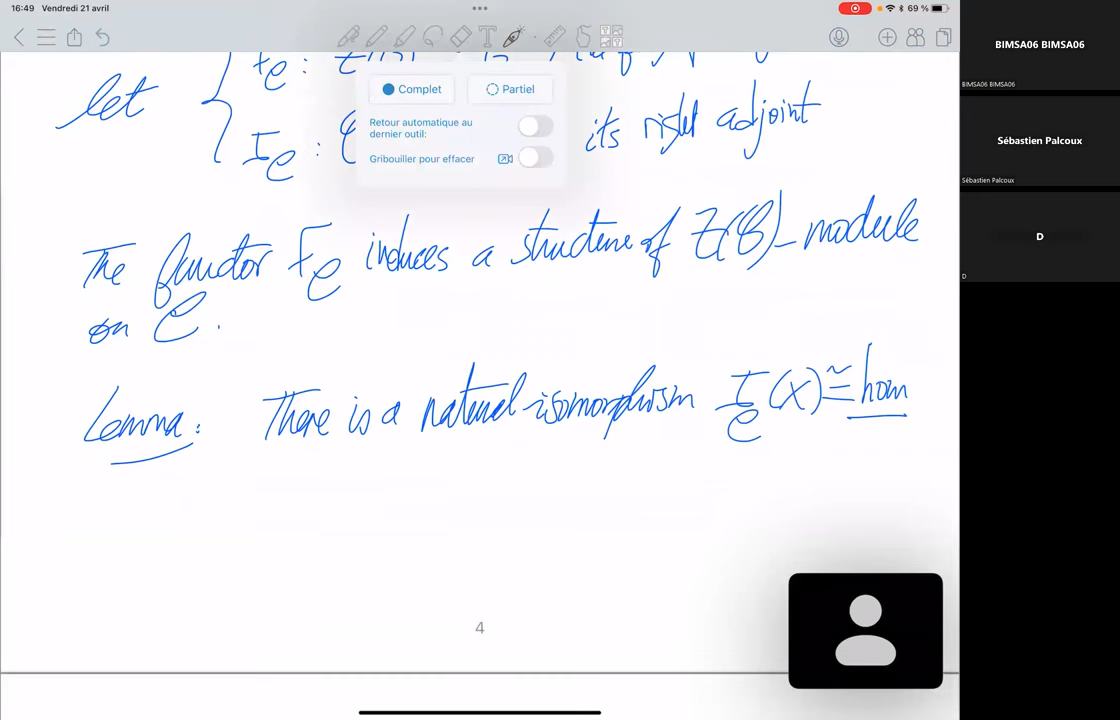 16:49 Vendredi 21 avril
69 %
Complet
Partiel
Retour automatique au
dernier outil:
Gribouiller pour effacer
let
its right adjoint
The functor F_C induces a structure of Z(C)-module
on C.
Lemma: There is a natural isomorphism I_C(X) ≅ hom
4
BIMSA06 BIMSA06
BIMSA06 BIMSA06
Sébastien Palcoux
Sébastien Palcoux
D
D